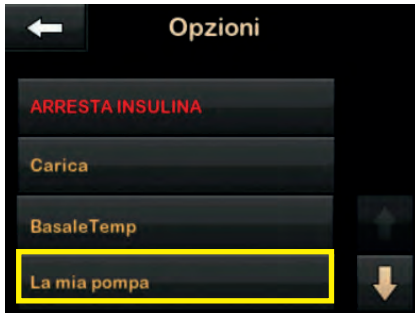 Opzioni
ARRESTA INSULINA
Carica
BasaleTemp
La mia pompa